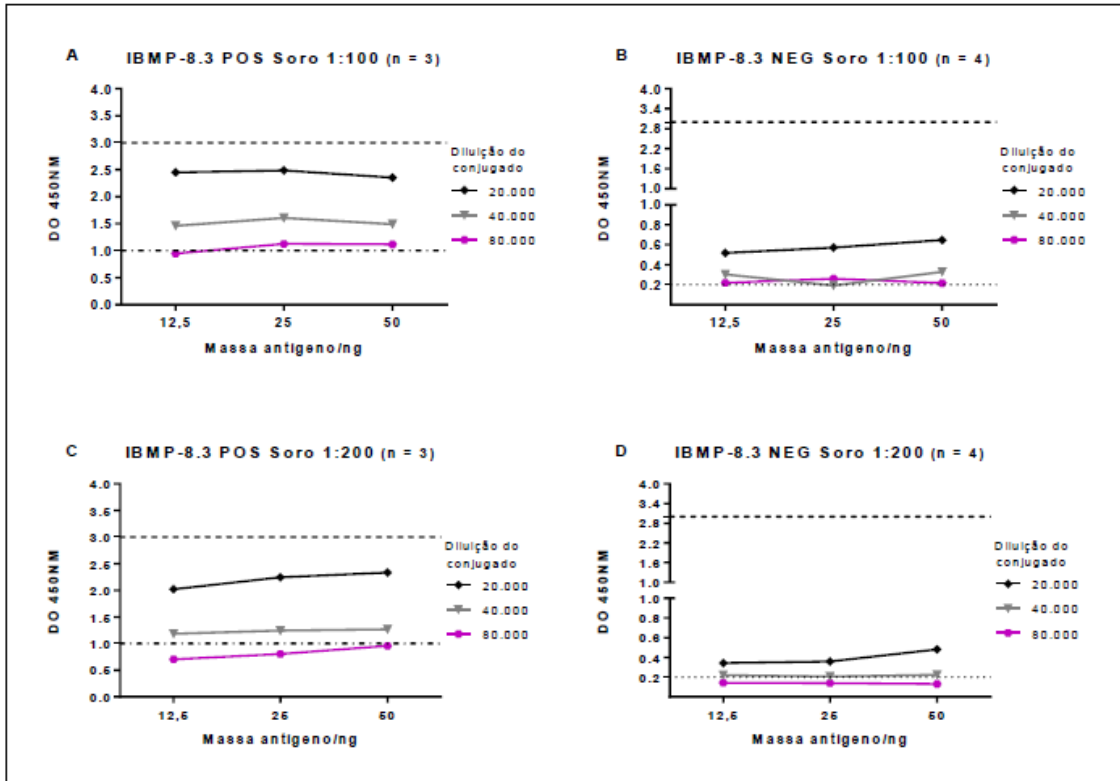 A IBMP-8.3 POS Soro 1:100 (n = 3)
4.0
3.5
3.0
2.5
2.0
1.5
1.0
0.5
0.0
DO 450NM
12,5 25 50
Massa antígeno/ng
Diluição do
conjugado
20.000
40.000
80.000
B IBMP-8.3 NEG Soro 1:100 (n = 4)
4.0
3.4
2.8
2.2
1.6
1.0
1.0
0.8
0.6
0.4
0.2
DO 450NM
12,5 25 50
Massa antígeno/ng
Diluição do
conjugado
20.000
40.000
80.000
C IBMP-8.3 POS Soro 1:200 (n = 3)
4.0
3.5
3.0
2.5
2.0
1.5
1.0
0.5
0.0
DO 450NM
12,5 25 50
Massa antígeno/ng
Diluição do
conjugado
20.000
40.000
80.000
D IBMP-8.3 NEG Soro 1:200 (n = 4)
4.0
3.4
2.8
2.2
1.6
1.0
1.0
0.8
0.6
0.4
0.2
DO 450NM
12,5 25 50
Massa antígeno/ng
Diluição do
conjugado
20.000
40.000
80.000